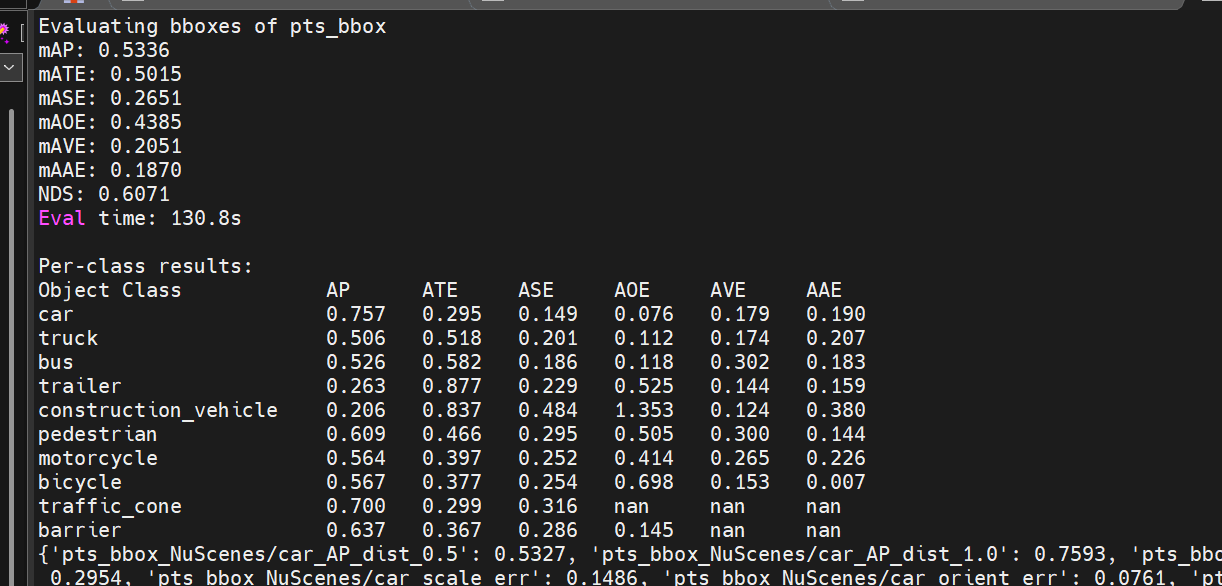 Evaluating bboxes of pts_bbox
mAP: 0.5336
mATE: 0.5015
mASE: 0.2651
mAOE: 0.4385
mAVE: 0.2051
mAAE: 0.1870
NDS: 0.6071
Eval time: 130.8s
Per-class results:
Object Class AP ATE ASE AOE AVE AAE
car 0.757 0.295 0.149 0.076 0.179 0.190
truck 0.506 0.518 0.201 0.112 0.174 0.207
bus 0.526 0.582 0.186 0.118 0.302 0.183
trailer 0.263 0.877 0.229 0.525 0.144 0.159
construction_vehicle 0.206 0.837 0.484 1.353 0.124 0.380
pedestrian 0.609 0.466 0.295 0.505 0.300 0.144
motorcycle 0.564 0.397 0.252 0.414 0.265 0.226
bicycle 0.567 0.377 0.254 0.698 0.153 0.007
traffic_cone 0.700 0.299 0.316 nan nan nan
barrier 0.637 0.367 0.286 0.145 nan nan
{'pts_bbox_NuScenes/car_AP_dist_0.5': 0.5327, 'pts_bbox_NuScenes/car_AP_dist_1.0': 0.7593, 'pts_bbo
0.2954, 'pts_bbox_NuScenes/car_scale_err': 0.1486, 'pts_bbox_NuScenes/car_orient_err': 0.0761, 'pt